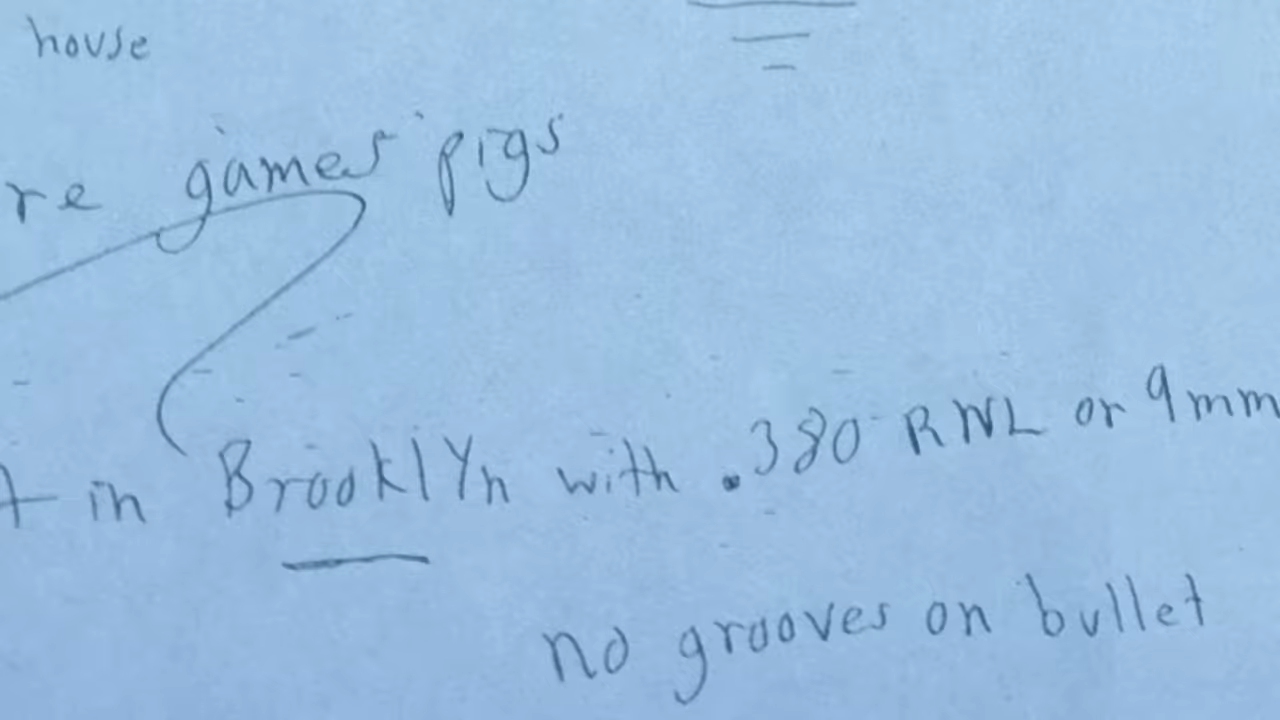 house
re games pigs
t in BrooklYn with .380 RNL or 9mm
no grooves on bullet